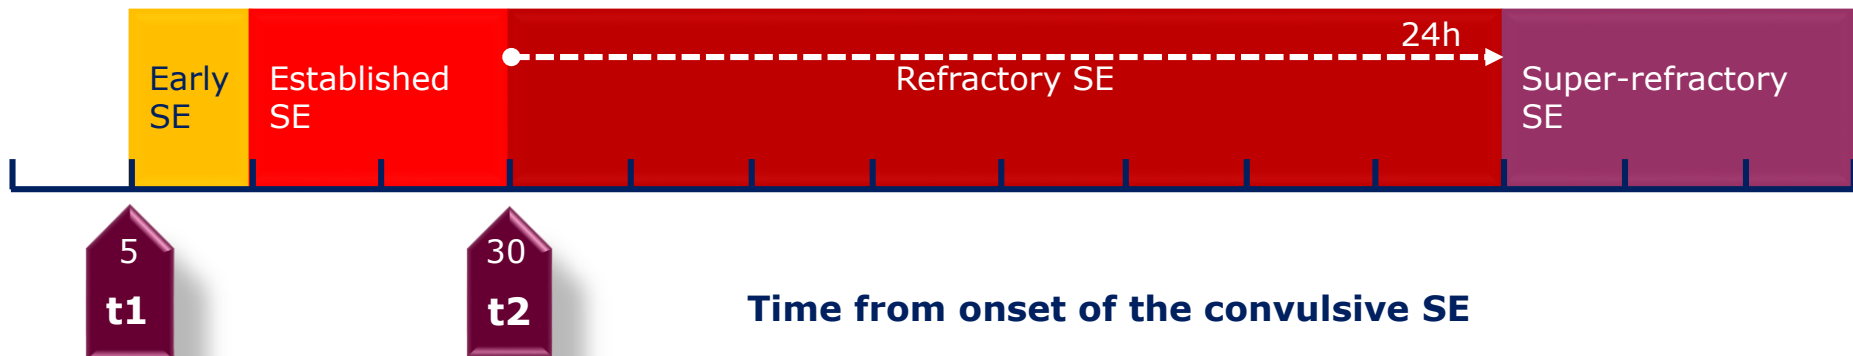 24h
Early
SE
Established
SE
Refractory SE
Super-refractory
SE
5
t1
30
t2
Time from onset of the convulsive SE